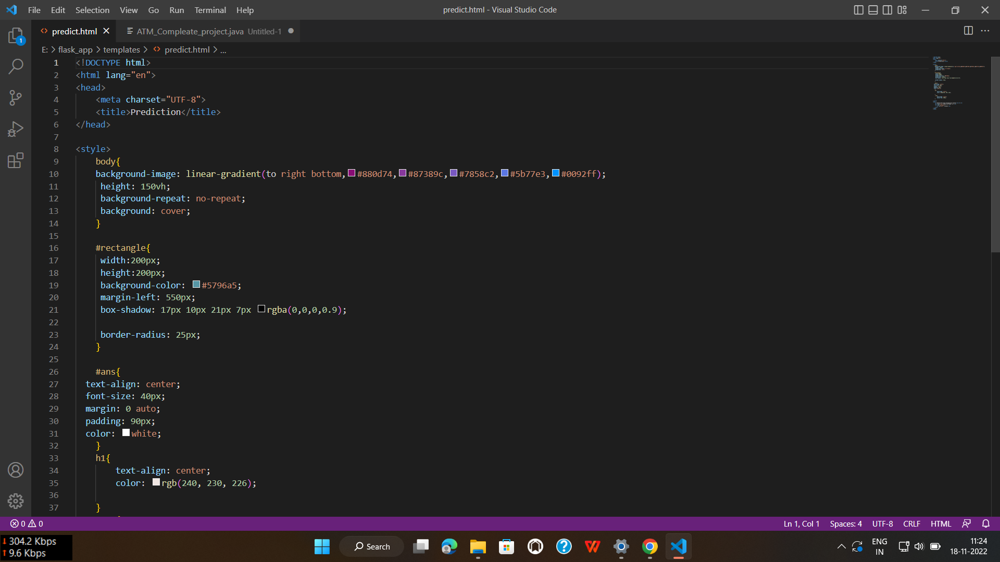 File Edit Selection View Go Run Terminal Help
predict.html - Visual Studio Code
predict.html
ATM_Compleate_project.java Untitled-1
E: > flask_app > templates > predict.html > ...
1 <!DOCTYPE html>
2 <html lang="en">
3 <head>
4 <meta charset="UTF-8">
5 <title>Prediction</title>
6 </head>
7
8 <style>
9 body{
10 background-image: linear-gradient(to right bottom,#880d74,#87389c,#7858c2,#5b77e3,#0092ff);
11 height: 150vh;
12 background-repeat: no-repeat;
13 background: cover;
14 }
15
16 #rectangle{
17 width:200px;
18 height:200px;
19 background-color: #5796a5;
20 margin-left: 550px;
21 box-shadow: 17px 10px 21px 7px rgba(0,0,0,0.9);
22
23 border-radius: 25px;
24 }
25
26 #ans{
27 text-align: center;
28 font-size: 40px;
29 margin: 0 auto;
30 padding: 90px;
31 color: white;
32 }
33 h1{
34 text-align: center;
35 color: rgb(240, 230, 226);
36
37 }
1
0 0
Ln 1, Col 1 Spaces: 4 UTF-8 CRLF HTML
304.2 Kbps
9.6 Kbps
Search
ENG
IN
11:24
18-11-2022